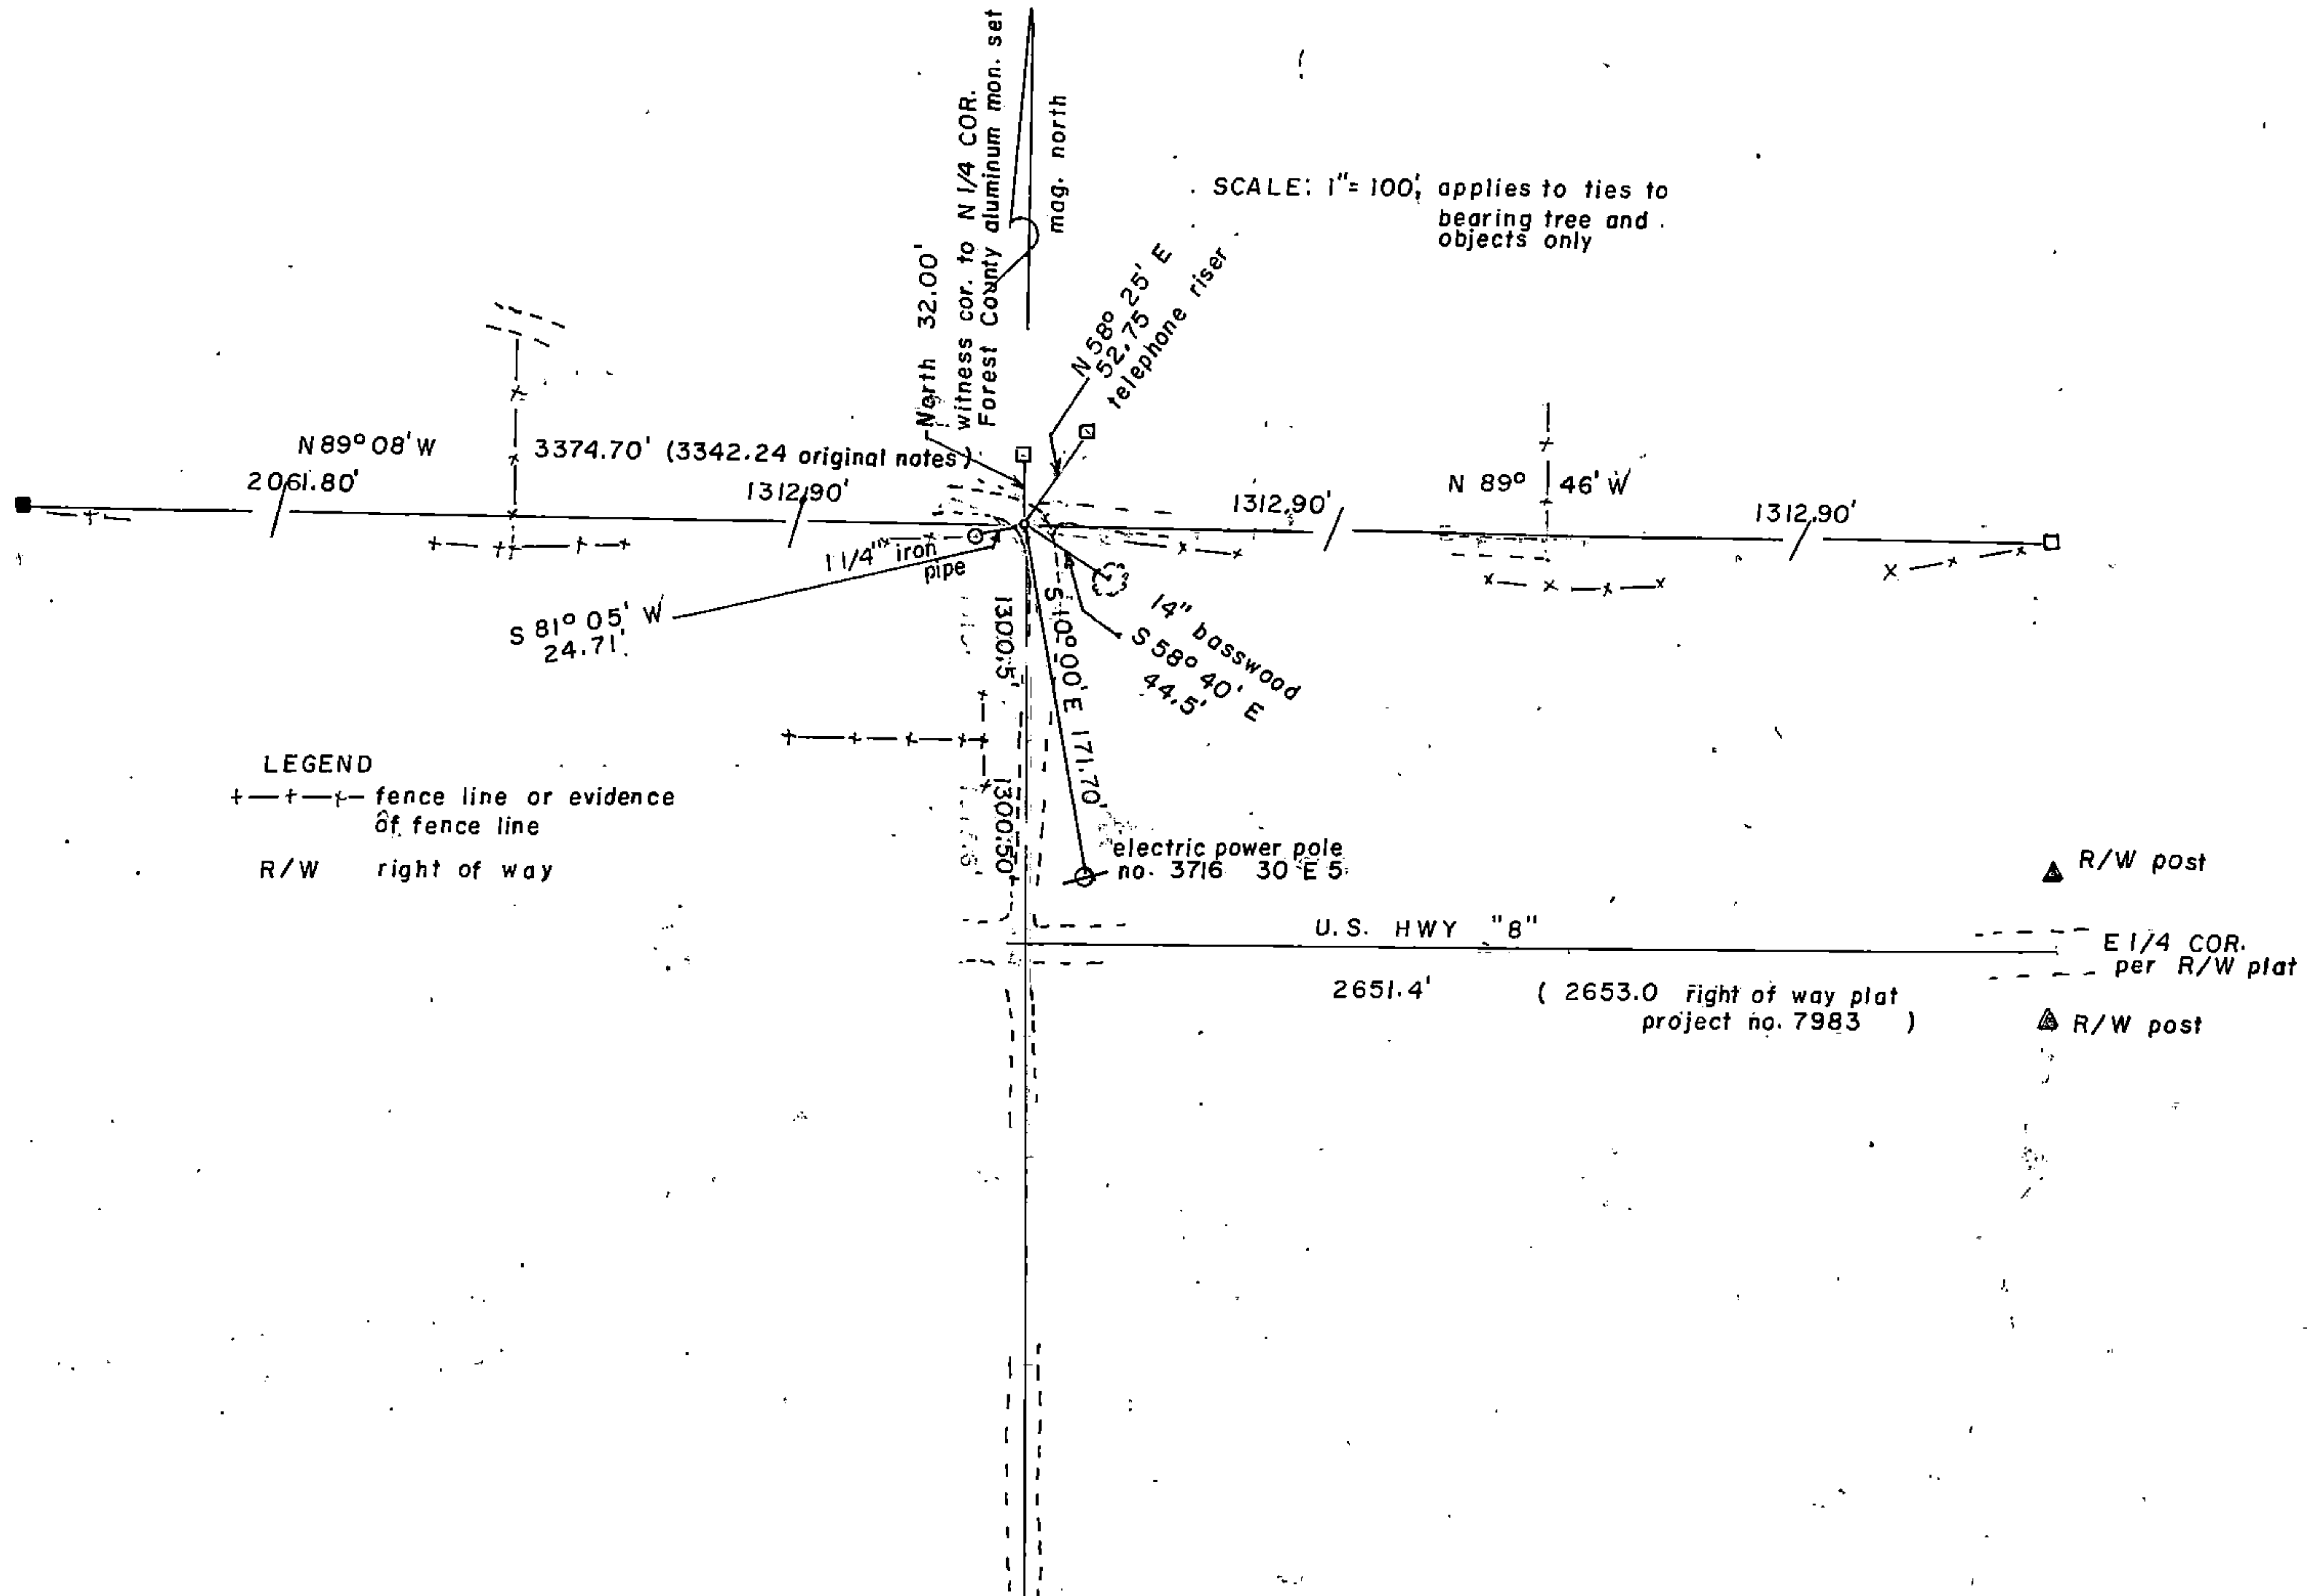 North 32.00'
witness cor. to N 1/4 COR.
Forest County aluminum mon. set
mag. north
SCALE: 1"= 100', applies to ties to
bearing tree and
objects only
N 58° 25' E
52.75
telephone riser
N 89° 08' W
3374.70' (3342.24 original notes)
2061.80'
1312.90'
1312.90'
N 89° 46' W
1312.90'
1 1/4" iron
pipe
S 81° 05' W
24.71'
1300.5'
S 10° 00' E 171.70'
14" basswood
S 58° 40' E
44.5'
1300.50'
LEGEND
fence line or evidence
of fence line
R/W right of way
electric power pole
no. 3716 30 E 5
R/W post
U.S. HWY "8"
E 1/4 COR.
per R/W plat
2651.4' ( 2653.0 right of way plat
project no. 7983 )
R/W post